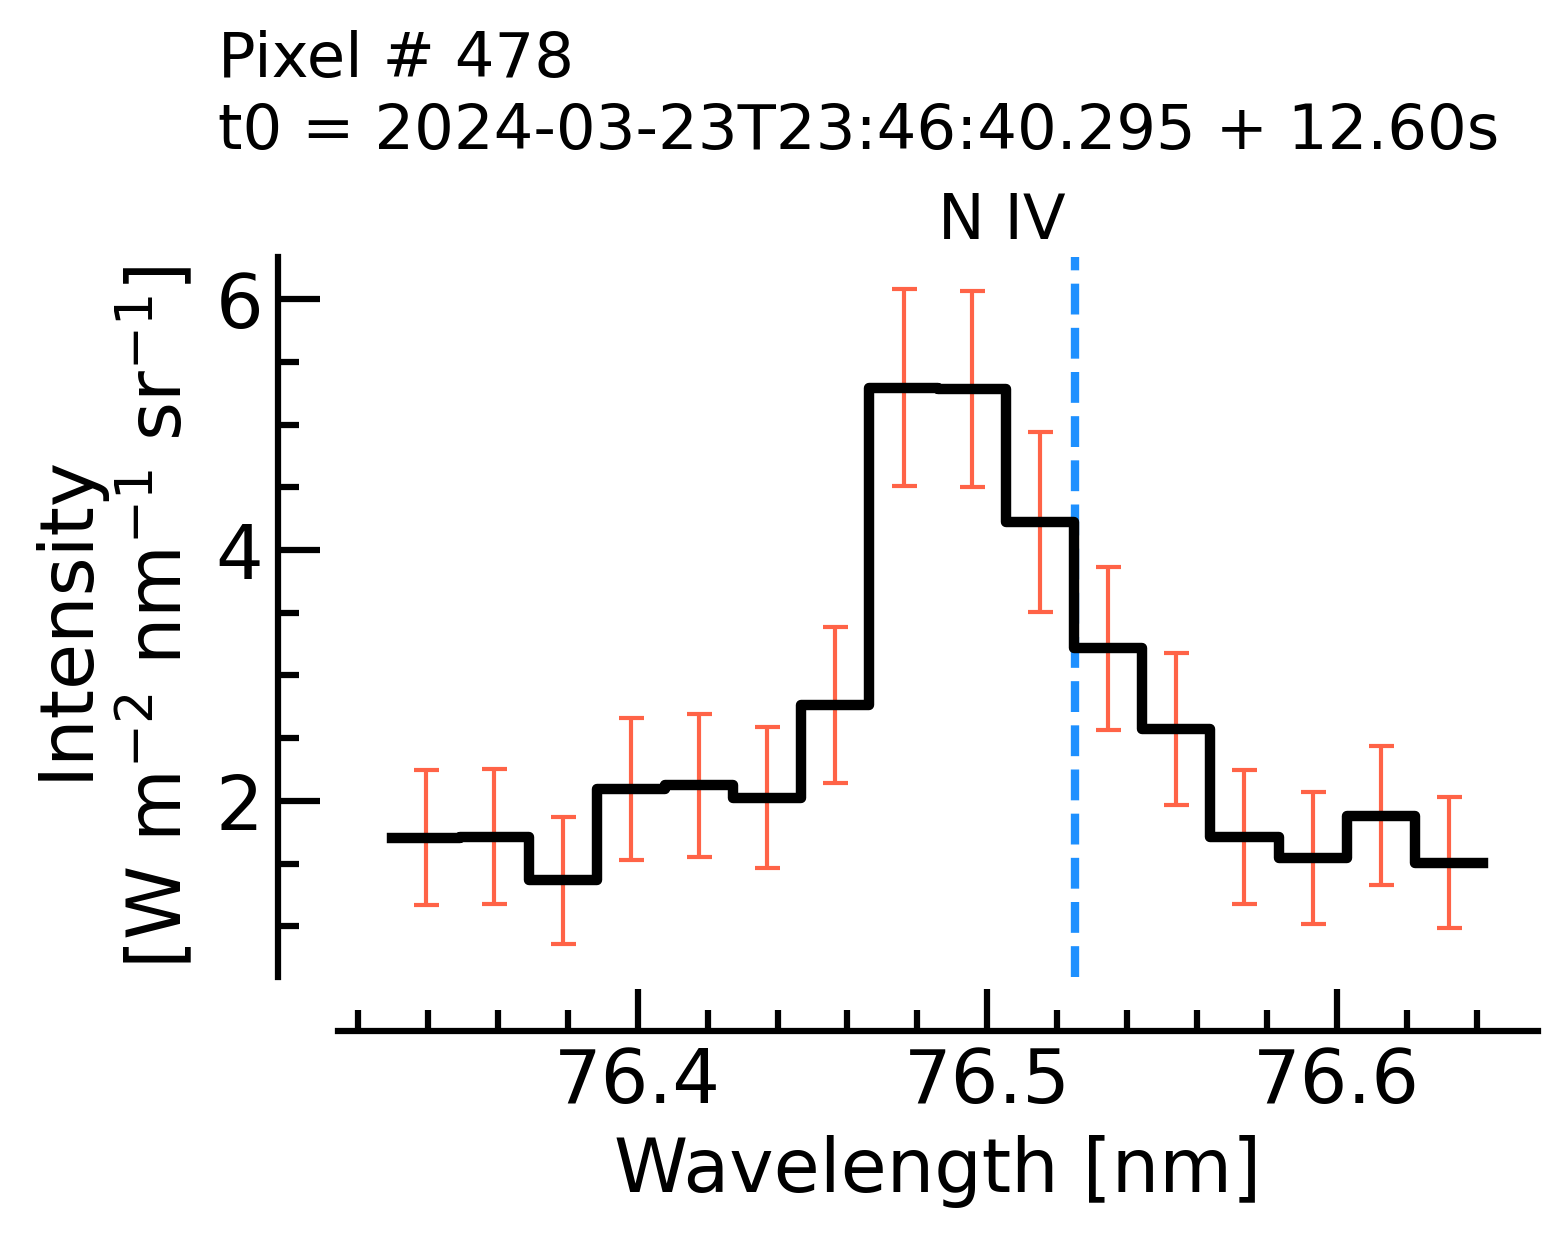 Pixel # 478
t0 = 2024-03-23T23:46:40.295 + 12.60s
N IV
Intensity
[W m⁻² nm⁻¹ sr⁻¹]
6
4
2
76.4 76.5 76.6
Wavelength [nm]